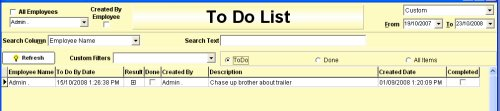 All Employees
Created By Employee
To Do List
Custom
Admin .
From 19/10/2007 To 23/10/2008
Search Column Employee Name Search Text
Refresh Custom Filters ToDo Done All Items
Employee Name To Do By Date Result Done Created By Description Created Date Completed
Admin . 15/10/2008 1:26:38 PM Admin . Chase up brother about trailer 01/09/2008 1:20:09 PM